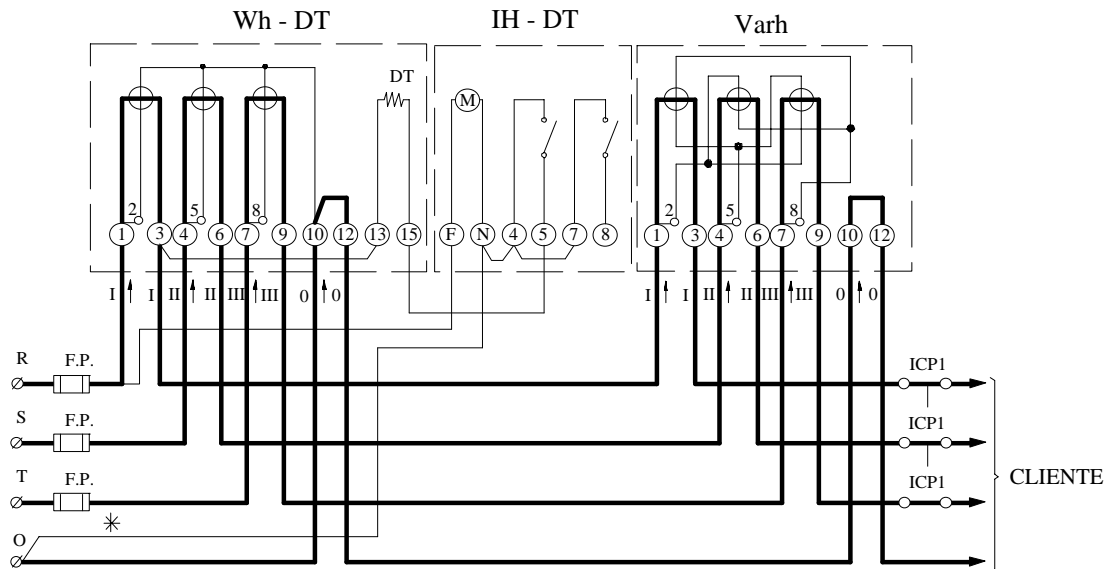 Wh - DT IH - DT Varh
DT
M
2 5 8 2 5 8
1 3 4 6 7 9 10 12 13 15 F N 4 5 7 8 1 3 4 6 7 9 10 12
I I II II III III 0 0 I I II II III III 0 0
R F.P. ICP1
S F.P. ICP1
T F.P. ICP1
CLIENTE
O